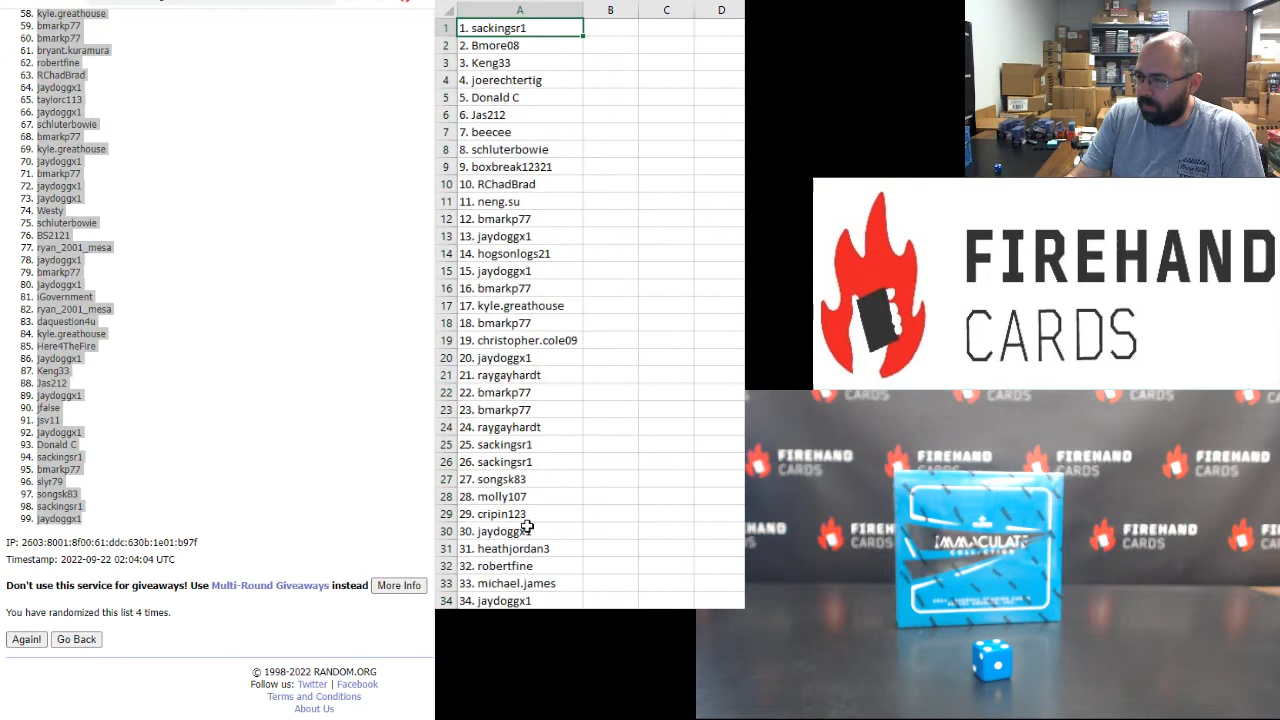 58. kyle.greathouse
59. bmarkp77
60. bmarkp77
61. bryant.kuramura
62. robertfine
63. RChadBrad
64. jaydoggx1
65. taylorc113
66. jaydoggx1
67. schluterbowie
68. bmarkp77
69. kyle.greathouse
70. jaydoggx1
71. bmarkp77
72. jaydoggx1
73. jaydoggx1
74. Westy
75. schluterbowie
76. BS2121
77. ryan_2001_mesa
78. jaydoggx1
79. bmarkp77
80. jaydoggx1
81. iGovernment
82. ryan_2001_mesa
83. daquestion4u
84. kyle.greathouse
85. Here4TheFire
86. jaydoggx1
87. Keng33
88. Jas212
89. jaydoggx1
90. jfalse
91. jsv11
92. jaydoggx1
93. Donald C
94. sackingsr1
95. bmarkp77
96. slyr79
97. songsk83
98. sackingsr1
99. jaydoggx1
IP: 2603:8001:8f00:61:ddc:630b:1e01:b97f
Timestamp: 2022-09-22 02:04:04 UTC
Don't use this service for giveaways! Use Multi-Round Giveaways instead More Info
You have randomized this list 4 times.
Again! Go Back
© 1998-2022 RANDOM.ORG
Follow us: Twitter | Facebook
Terms and Conditions
About Us
A B C D
1 1. sackingsr1
2 2. Bmore08
3 3. Keng33
4 4. joerechtertig
5 5. Donald C
6 6. Jas212
7 7. beecee
8 8. schluterbowie
9 9. boxbreak12321
10 10. RChadBrad
11 11. neng.su
12 12. bmarkp77
13 13. jaydoggx1
14 14. hogsonlogs21
15 15. jaydoggx1
16 16. bmarkp77
17 17. kyle.greathouse
18 18. bmarkp77
19 19. christopher.cole09
20 20. jaydoggx1
21 21. raygayhardt
22 22. bmarkp77
23 23. bmarkp77
24 24. raygayhardt
25 25. sackingsr1
26 26. sackingsr1
27 27. songsk83
28 28. molly107
29 29. cripin123
30 30. jaydoggx1
31 31. heathjordan3
32 32. robertfine
33 33. michael.james
34 34. jaydoggx1
FIREHAND
CARDS
FIREHAND
CARDS
IMMACULATE
COLLECTION